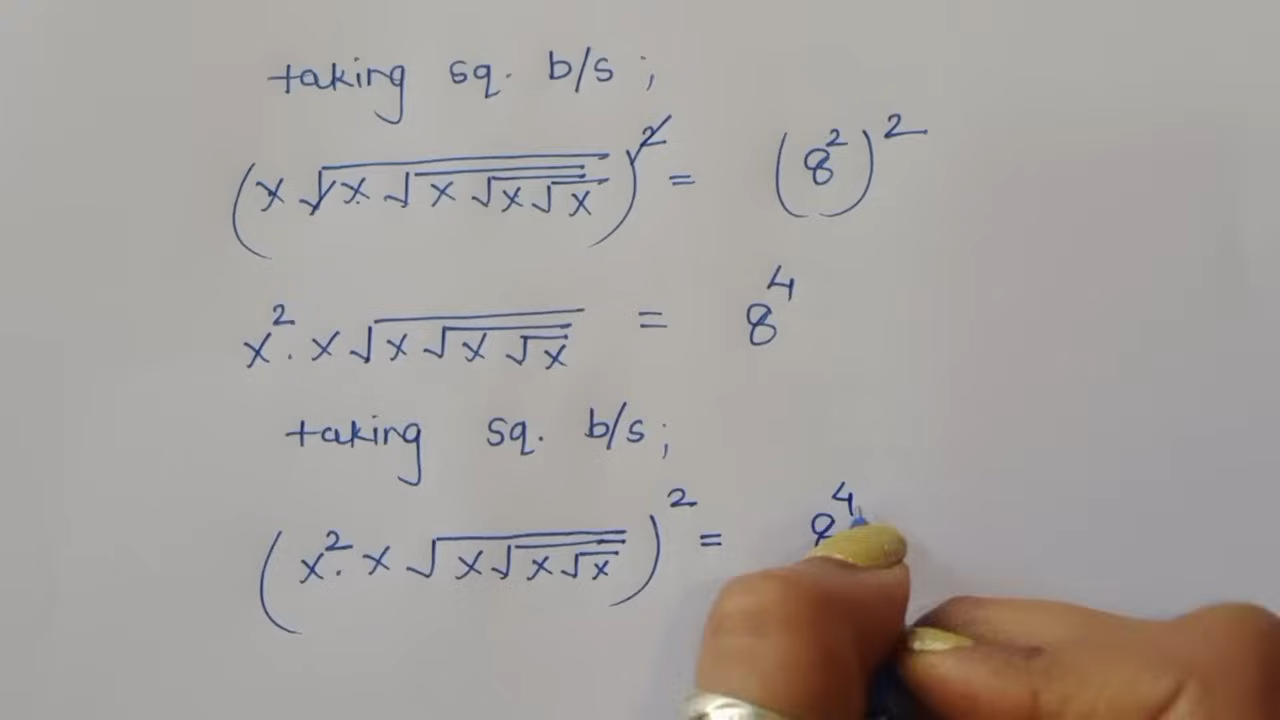 taking sq. b/s ;
(x√(x√(x√(x√x))))² = (8²)²
x² . x√(x√(x√x)) = 8⁴
taking sq. b/s ;
(x² . x√(x√(x√x)))² = 8⁴